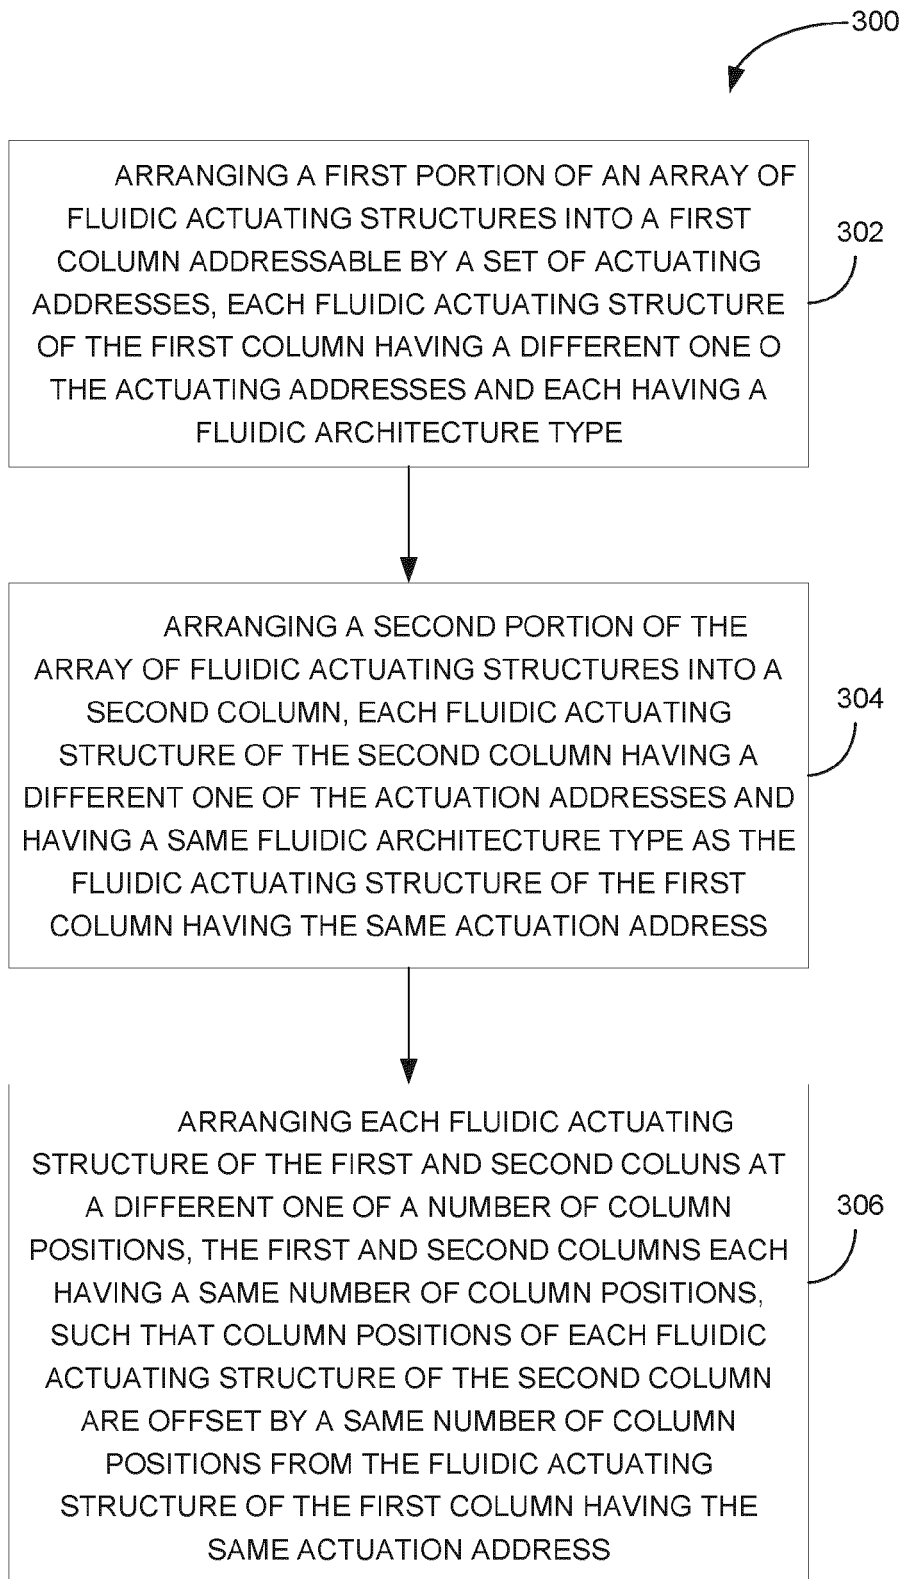 300
ARRANGING A FIRST PORTION OF AN ARRAY OF
FLUIDIC ACTUATING STRUCTURES INTO A FIRST
COLUMN ADDRESSABLE BY A SET OF ACTUATING
ADDRESSES, EACH FLUIDIC ACTUATING STRUCTURE
OF THE FIRST COLUMN HAVING A DIFFERENT ONE O
THE ACTUATING ADDRESSES AND EACH HAVING A
FLUIDIC ARCHITECTURE TYPE
302
ARRANGING A SECOND PORTION OF THE
ARRAY OF FLUIDIC ACTUATING STRUCTURES INTO A
SECOND COLUMN, EACH FLUIDIC ACTUATING
STRUCTURE OF THE SECOND COLUMN HAVING A
DIFFERENT ONE OF THE ACTUATION ADDRESSES AND
HAVING A SAME FLUIDIC ARCHITECTURE TYPE AS THE
FLUIDIC ACTUATING STRUCTURE OF THE FIRST
COLUMN HAVING THE SAME ACTUATION ADDRESS
304
ARRANGING EACH FLUIDIC ACTUATING
STRUCTURE OF THE FIRST AND SECOND COLUNS AT
A DIFFERENT ONE OF A NUMBER OF COLUMN
POSITIONS, THE FIRST AND SECOND COLUMNS EACH
HAVING A SAME NUMBER OF COLUMN POSITIONS,
SUCH THAT COLUMN POSITIONS OF EACH FLUIDIC
ACTUATING STRUCTURE OF THE SECOND COLUMN
ARE OFFSET BY A SAME NUMBER OF COLUMN
POSITIONS FROM THE FLUIDIC ACTUATING
STRUCTURE OF THE FIRST COLUMN HAVING THE
SAME ACTUATION ADDRESS
306